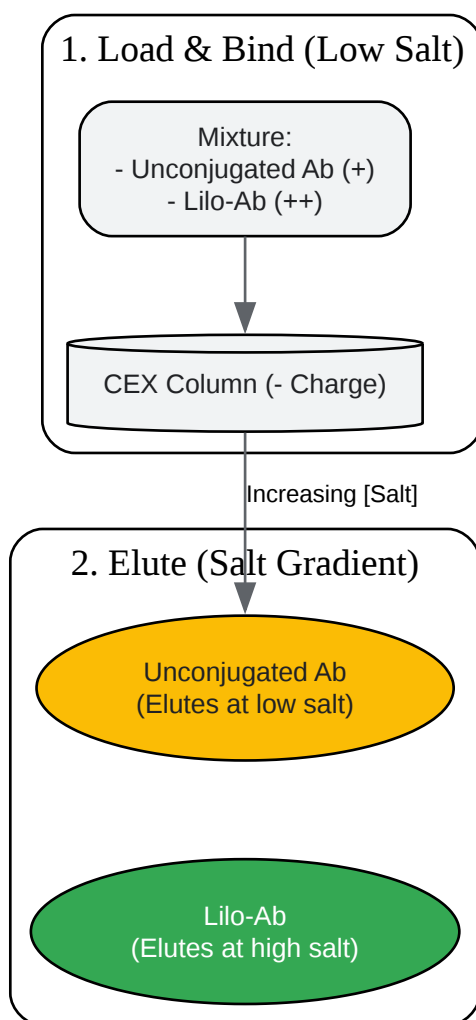 1. Load & Bind (Low Salt)
Mixture:
- Unconjugated Ab (+)
- Lilo-Ab (++)
CEX Column (- Charge)
Increasing [Salt]
2. Elute (Salt Gradient)
Unconjugated Ab
(Elutes at low salt)
Lilo-Ab
(Elutes at high salt)